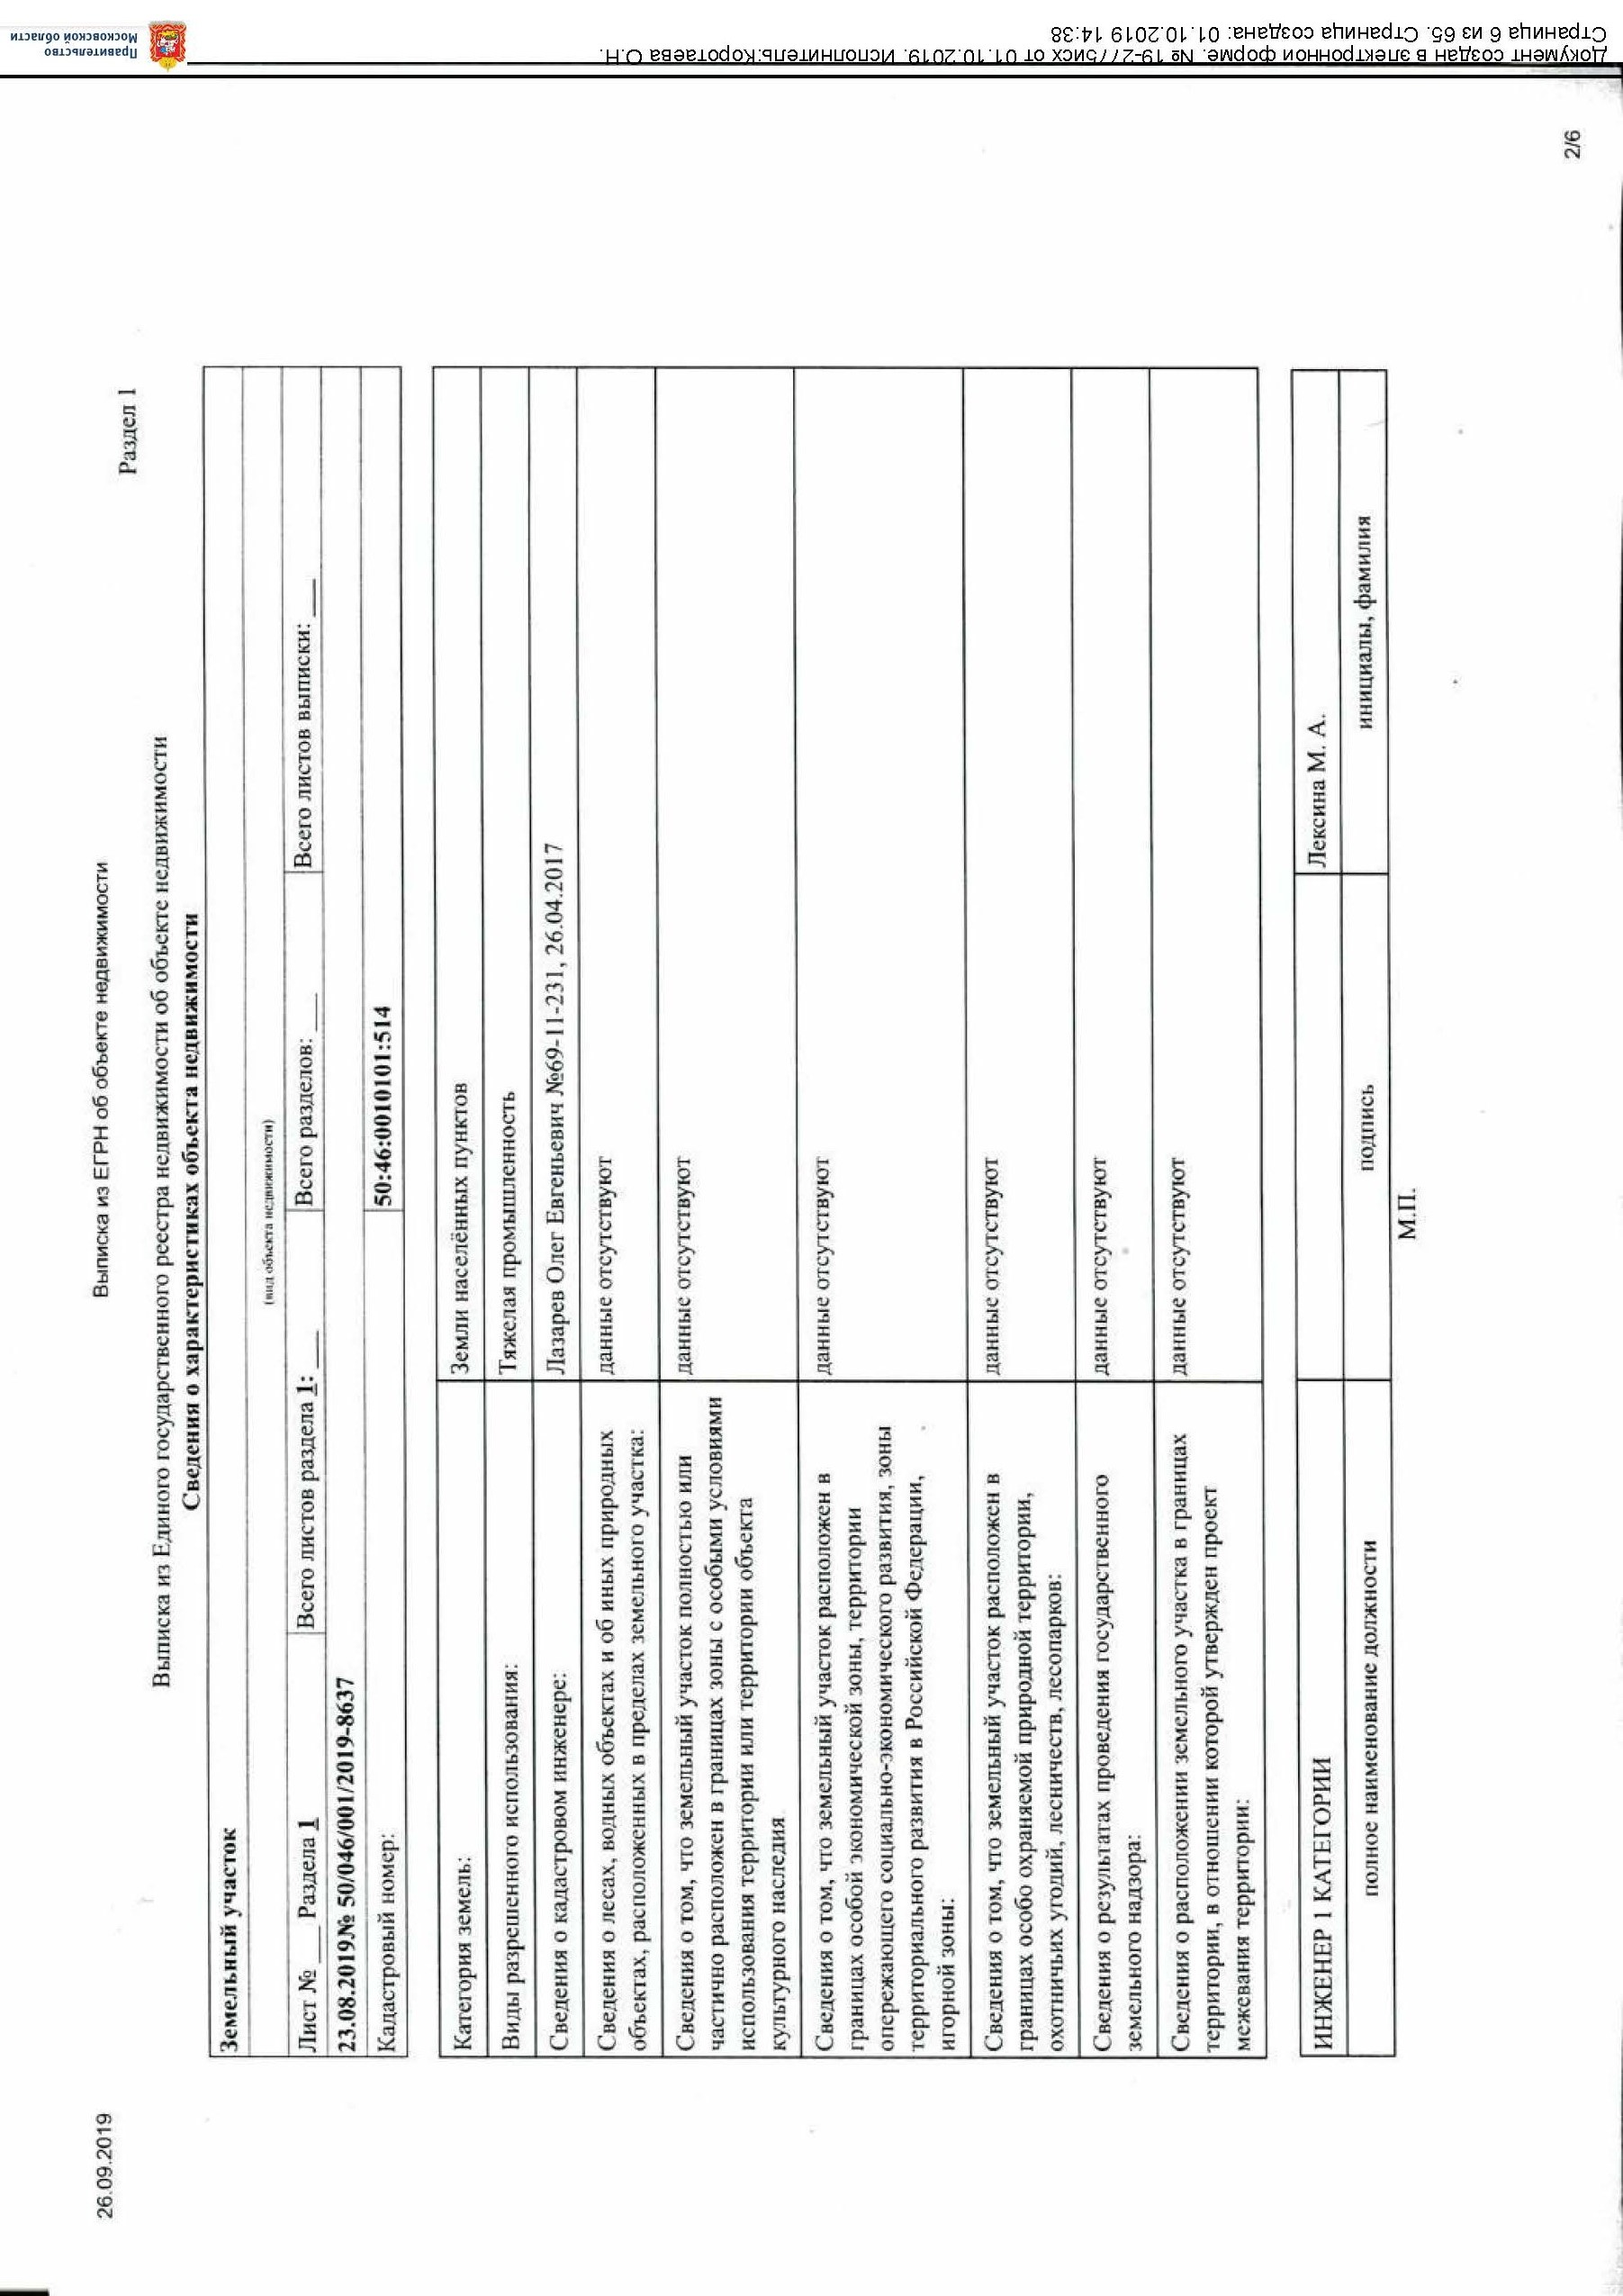 26.09.2019
Выписка из ЕГРН об объекте недвижимости
Раздел 1
Выписка из Единого государственного реестра недвижимости об объекте недвижимости
Сведения о характеристиках объекта недвижимости
Земельный участок
(вид объекта недвижимости)
Лист № ___ Раздела 1 Всего листов раздела 1: ___ Всего разделов: ___ Всего листов выписки: ___
23.08.2019№ 50/046/001/2019-8637
Кадастровый номер: 50:46:0010101:514
Категория земель: Земли населённых пунктов
Виды разрешенного использования: Тяжелая промышленность
Сведения о кадастровом инженере: Лазарев Олег Евгеньевич №69-11-231, 26.04.2017
Сведения о лесах, водных объектах и об иных природных данные отсутствуют
объектах, расположенных в пределах земельного участка:
Сведения о том, что земельный участок полностью или данные отсутствуют
частично расположен в границах зоны с особыми условиями
использования территории или территории объекта
культурного наследия
Сведения о том, что земельный участок расположен в данные отсутствуют
границах особой экономической зоны, территории
опережающего социально-экономического развития, зоны
территориального развития в Российской Федерации,
игорной зоны:
Сведения о том, что земельный участок расположен в данные отсутствуют
границах особо охраняемой природной территории,
охотничьих угодий, лесничеств, лесопарков:
Сведения о результатах проведения государственного данные отсутствуют
земельного надзора:
Сведения о расположении земельного участка в границах данные отсутствуют
территории, в отношении которой утвержден проект
межевания территории:
ИНЖЕНЕР 1 КАТЕГОРИИ Лексина М. А.
полное наименование должности подпись инициалы, фамилия
М.П.
2/6
Документ создан в электронной форме. № 19-2775исх от 01.10.2019. Исполнитель:Коротаева О.Н.
Страница 6 из 65. Страница создана: 01.10.2019 14:38
Правительство
Московской области